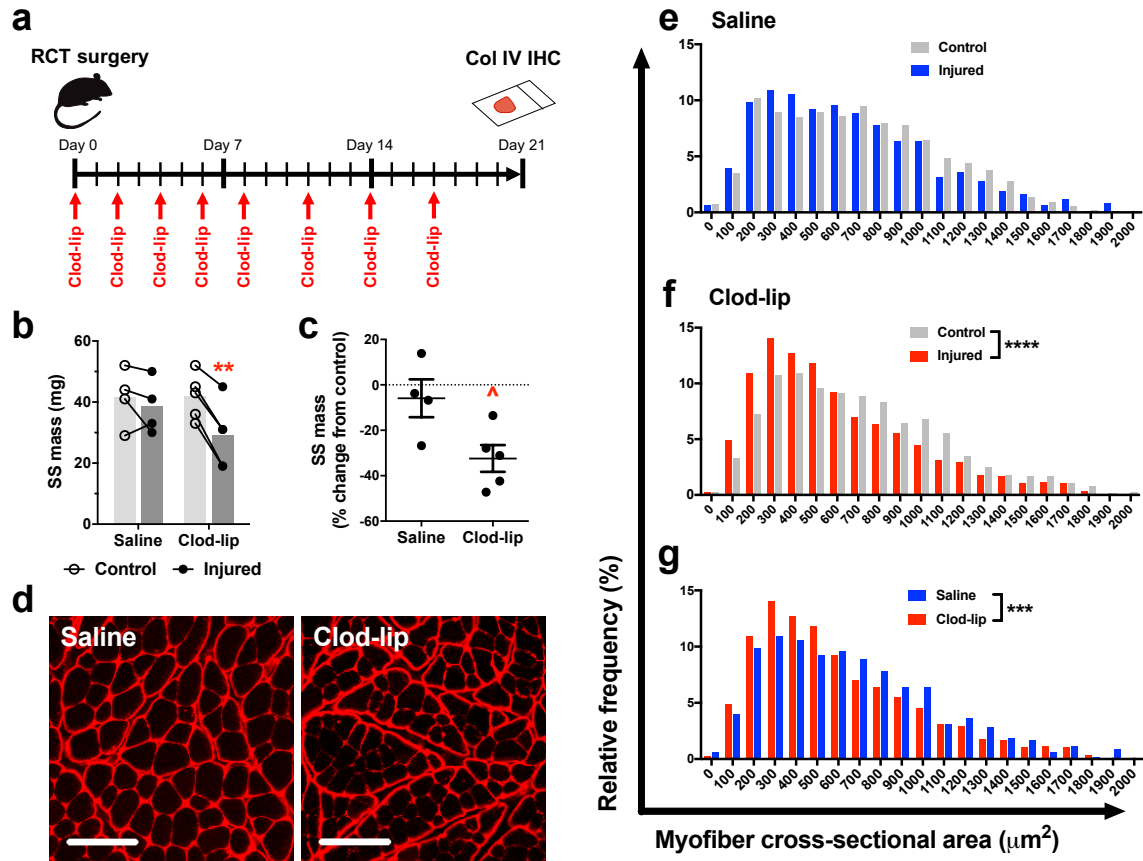 a
RCT surgery
Col IV IHC
Day 0
Day 7
Day 14
Day 21
Clod-lip
Clod-lip
Clod-lip
Clod-lip
Clod-lip
Clod-lip
Clod-lip
Clod-lip
b
SS mass (mg)
60
40
20
0
**
Saline
Clod-lip
Control
Injured
c
SS mass
(% change from control)
20
0
-20
-40
-60
^
Saline
Clod-lip
d
Saline
Clod-lip
e
Saline
15
10
5
0
Control
Injured
0 100 200 300 400 500 600 700 800 900 1000 1100 1200 1300 1400 1500 1600 1700 1800 1900 2000
f
Clod-lip
15
10
5
0
Control
Injured
****
0 100 200 300 400 500 600 700 800 900 1000 1100 1200 1300 1400 1500 1600 1700 1800 1900 2000
g
15
10
5
0
Saline
Clod-lip
***
0 100 200 300 400 500 600 700 800 900 1000 1100 1200 1300 1400 1500 1600 1700 1800 1900 2000
Relative frequency (%)
Myofiber cross-sectional area (μm²)